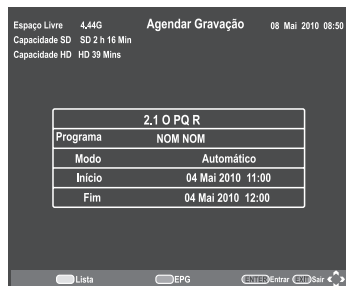 Espaço Livre 4,44G Agendar Gravação 08 Mai 2010 08:50
Capacidade SD SD 2 h 16 Min
Capacidade HD HD 39 Mins
2.1 O PQ R
Programa NOM NOM
Modo Automático
Início 04 Mai 2010 11:00
Fim 04 Mai 2010 12:00
Lista EPG ENTER Entrar EXIT Sair